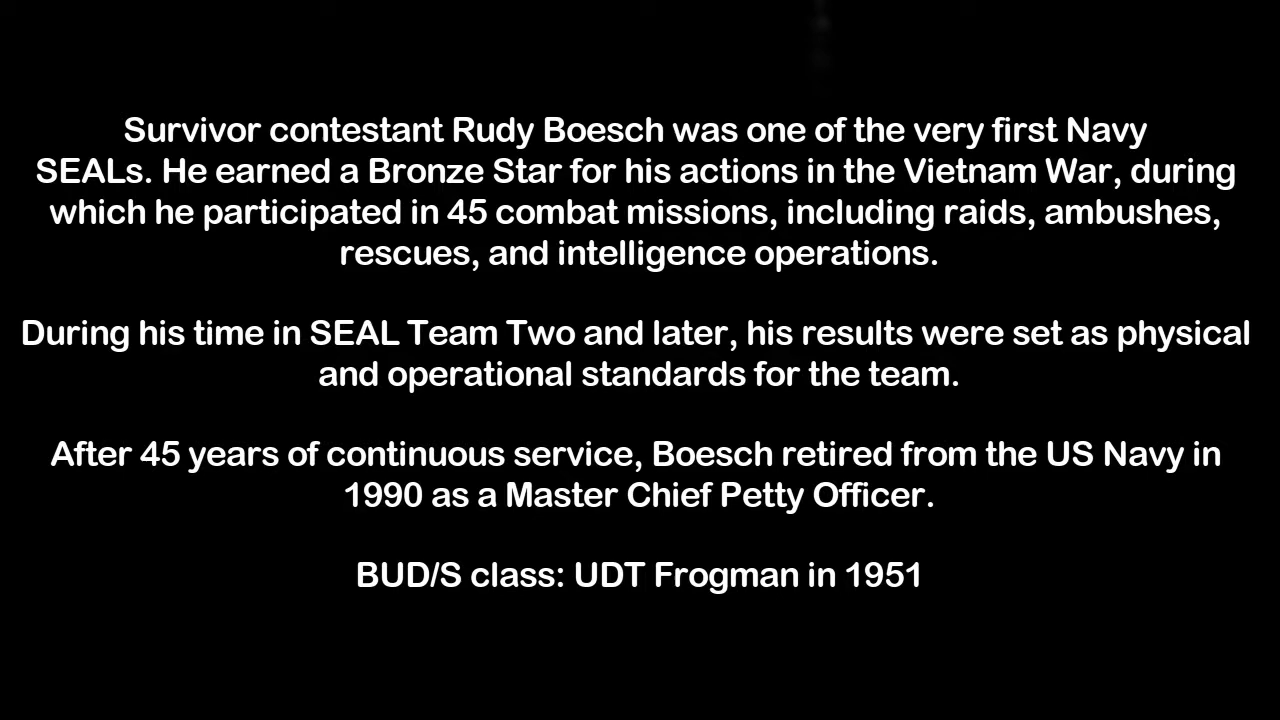 Survivor contestant Rudy Boesch was one of the very first Navy
SEALs. He earned a Bronze Star for his actions in the Vietnam War, during
which he participated in 45 combat missions, including raids, ambushes,
rescues, and intelligence operations.
During his time in SEAL Team Two and later, his results were set as physical
and operational standards for the team.
After 45 years of continuous service, Boesch retired from the US Navy in
1990 as a Master Chief Petty Officer.
BUD/S class: UDT Frogman in 1951